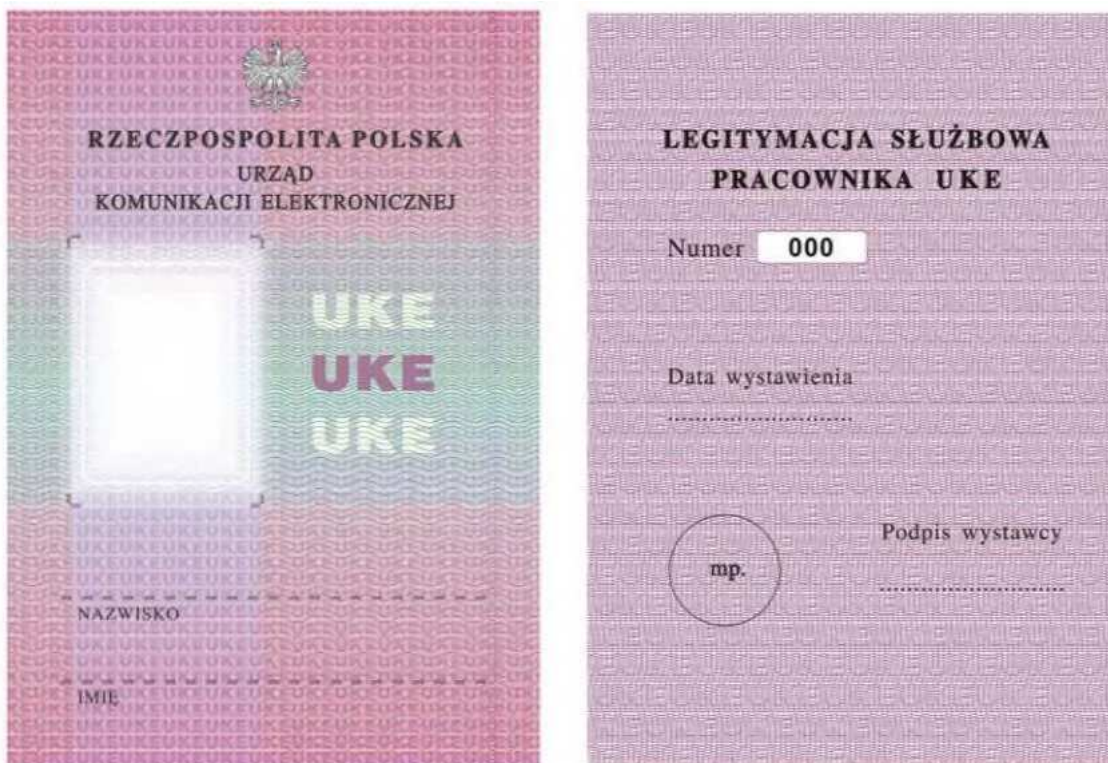 RZECZPOSPOLITA POLSKA
URZĄD
KOMUNIKACJI ELEKTRONICZNEJ
UKE
UKE
UKE
NAZWISKO
IMIĘ
LEGITYMACJA SŁUŻBOWA
PRACOWNIKA UKE
Numer 000
Data wystawienia
mp.
Podpis wystawcy